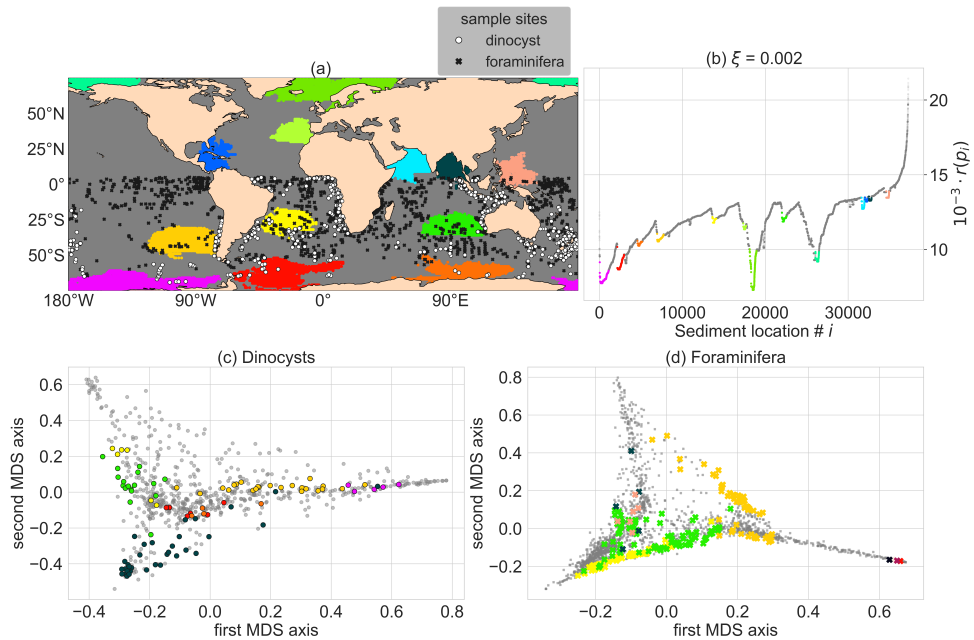 sample sites
dinocyst
foraminifera
(a)
50°N
25°N
0°
25°S
50°S
180°W
90°W
0°
90°E
(b) ξ = 0.002
20
15
10
10⁻³ · r(pᵢ)
0
10000
20000
30000
Sediment location # i
(c) Dinocysts
0.6
0.4
0.2
0.0
−0.2
−0.4
second MDS axis
−0.4
−0.2
0.0
0.2
0.4
0.6
0.8
first MDS axis
(d) Foraminifera
0.8
0.6
0.4
0.2
0.0
−0.2
second MDS axis
−0.2
0.0
0.2
0.4
0.6
first MDS axis